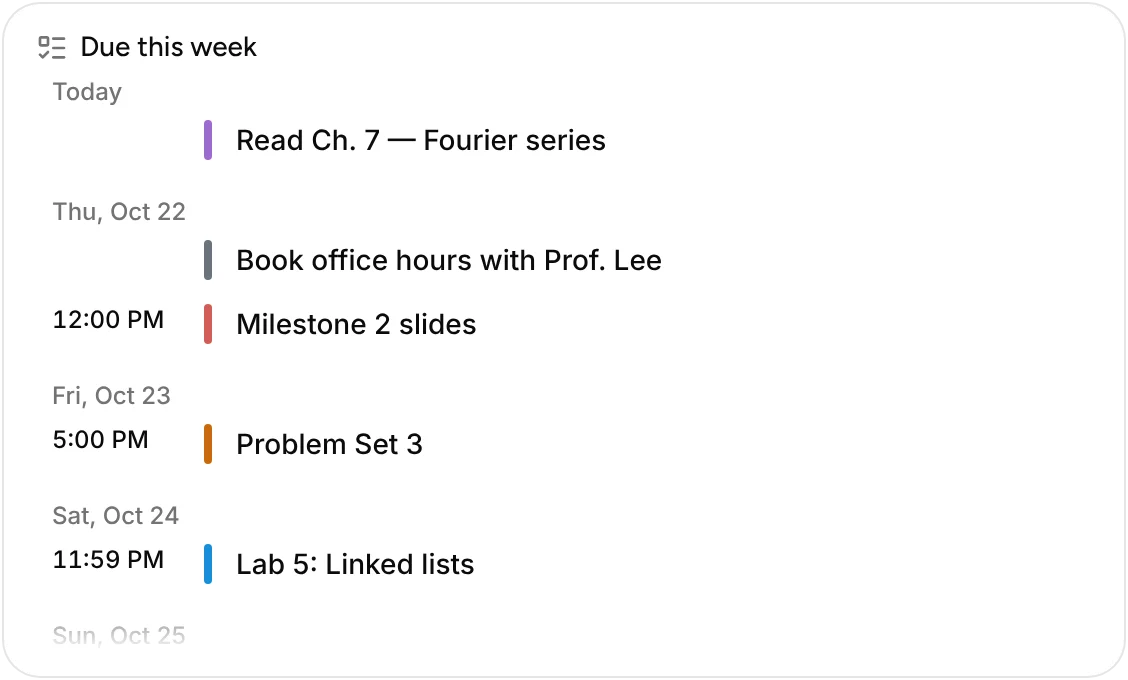 Due this week
Today
Read Ch. 7 — Fourier series
Thu, Oct 22
Book office hours with Prof. Lee
12:00 PM Milestone 2 slides
Fri, Oct 23
5:00 PM Problem Set 3
Sat, Oct 24
11:59 PM Lab 5: Linked lists
Sun, Oct 25